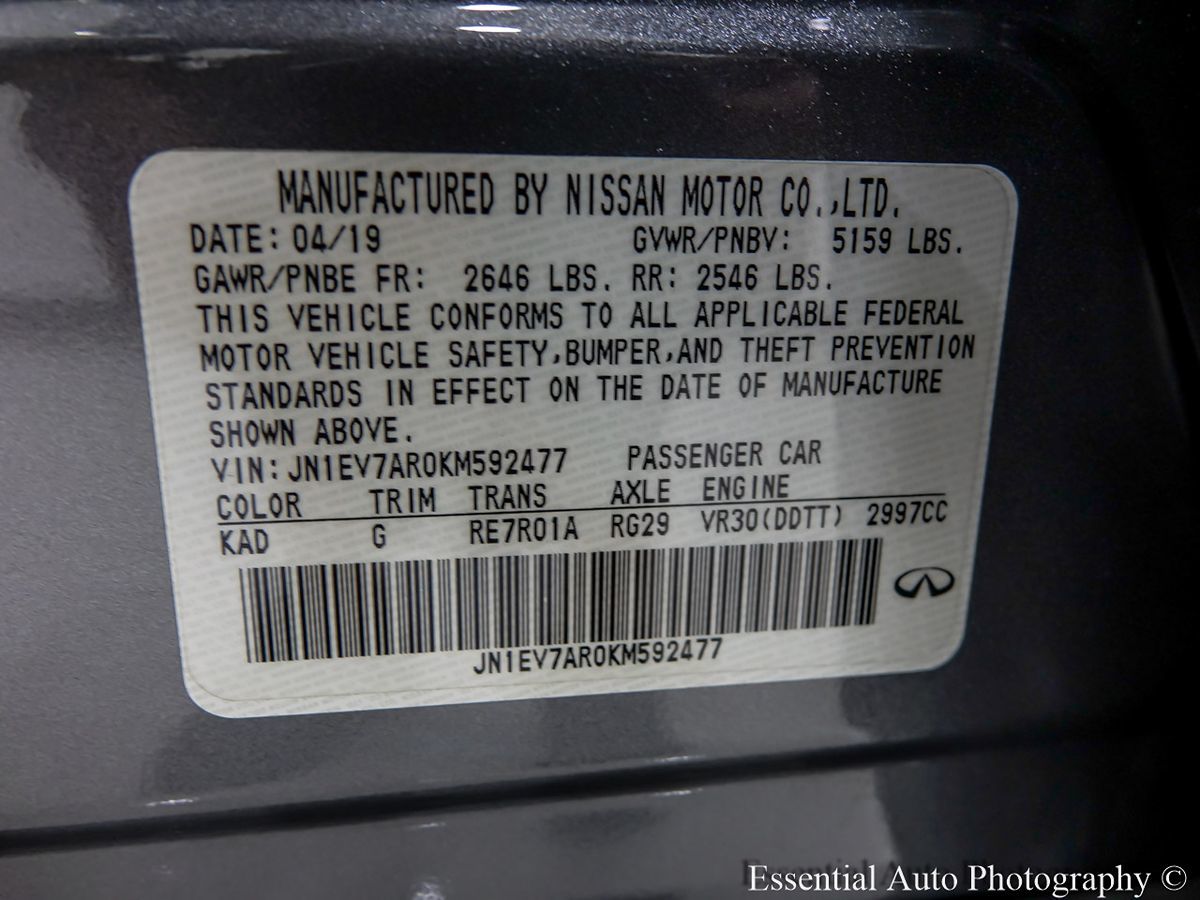 MANUFACTURED BY NISSAN MOTOR CO.,LTD.
DATE: 04/19 GVWR/PNBV: 5159 LBS.
GAWR/PNBE FR: 2646 LBS. RR: 2546 LBS.
THIS VEHICLE CONFORMS TO ALL APPLICABLE FEDERAL
MOTOR VEHICLE SAFETY,BUMPER,AND THEFT PREVENTION
STANDARDS IN EFFECT ON THE DATE OF MANUFACTURE
SHOWN ABOVE.
VIN: JN1EV7AR0KM592477 PASSENGER CAR
COLOR TRIM TRANS AXLE ENGINE
KAD G RE7R01A RG29 VR30(DDTT) 2997CC
JN1EV7AR0KM592477
Essential Auto Photography ©